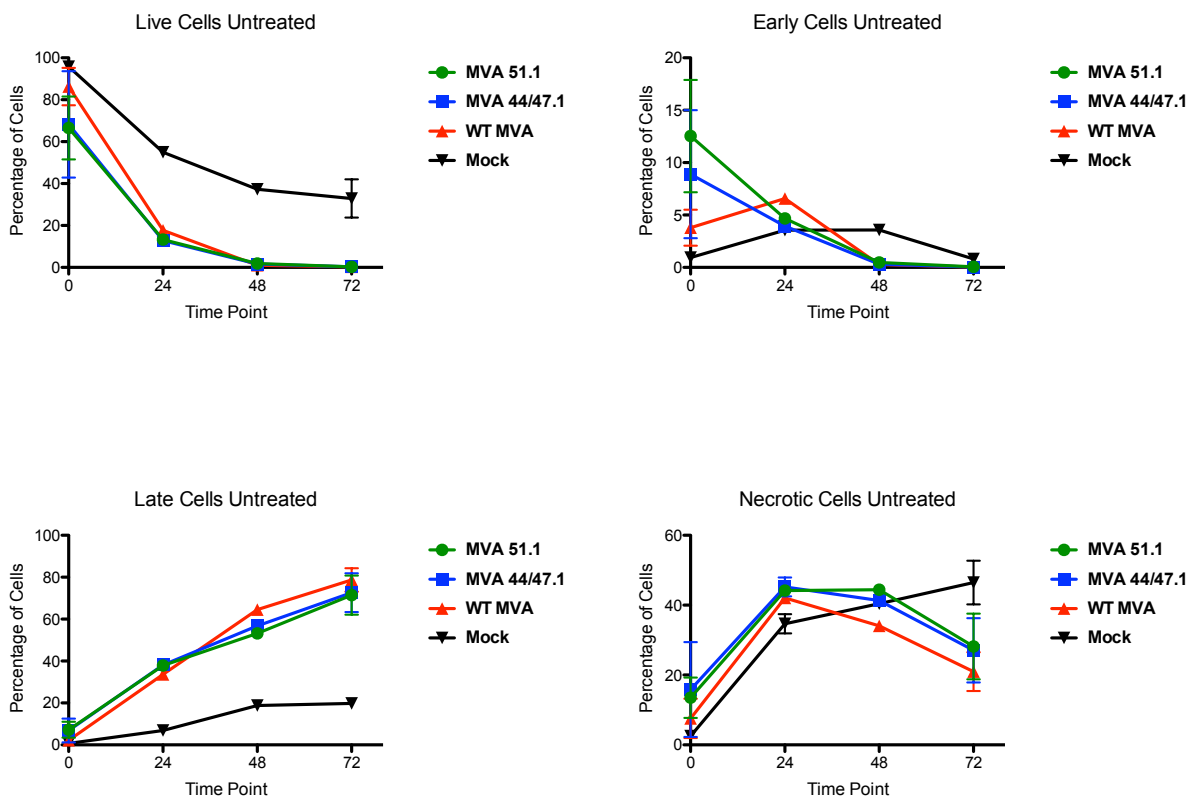 Live Cells Untreated
Percentage of Cells
100
80
60
40
20
0
0 24 48 72
Time Point
MVA 51.1
MVA 44/47.1
WT MVA
Mock
Early Cells Untreated
Percentage of Cells
20
15
10
5
0
0 24 48 72
Time Point
MVA 51.1
MVA 44/47.1
WT MVA
Mock
Late Cells Untreated
Percentage of Cells
100
80
60
40
20
0
0 24 48 72
Time Point
MVA 51.1
MVA 44/47.1
WT MVA
Mock
Necrotic Cells Untreated
Percentage of Cells
60
40
20
0
0 24 48 72
Time Point
MVA 51.1
MVA 44/47.1
WT MVA
Mock